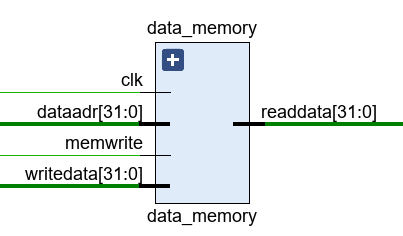 data_memory
clk
dataadr[31:0]
readdata[31:0]
memwrite
writedata[31:0]
data_memory